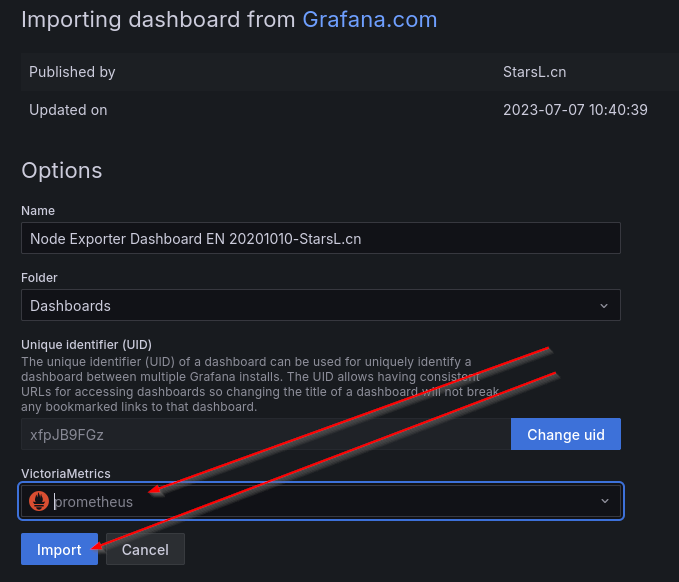 Importing dashboard from Grafana.com
Published by StarsL.cn
Updated on 2023-07-07 10:40:39
Options
Name
Node Exporter Dashboard EN 20201010-StarsL.cn
Folder
Dashboards
Unique identifier (UID)
The unique identifier (UID) of a dashboard can be used for uniquely identify a
dashboard between multiple Grafana installs. The UID allows having consistent
URLs for accessing dashboards so changing the title of a dashboard will not break
any bookmarked links to that dashboard.
xfpJB9FGz
Change uid
VictoriaMetrics
prometheus
Import Cancel